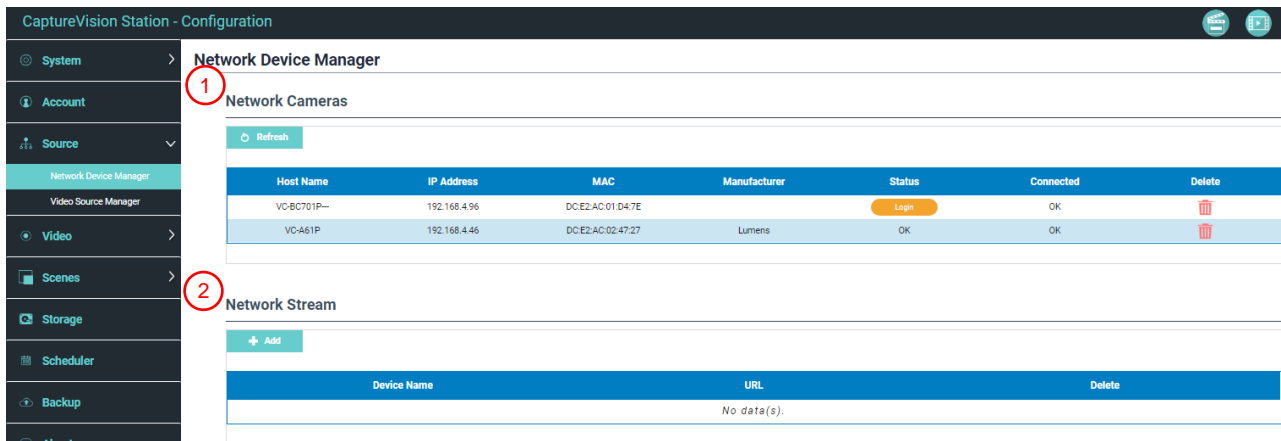 CaptureVision Station - Configuration
System
Account
Source
Network Device Manager
Video Source Manager
Video
Scenes
Storage
Scheduler
Backup
Network Device Manager
1
Network Cameras
Refresh
Host Name IP Address MAC Manufacturer Status Connected Delete
VC-BC701P--- 192.168.4.96 DC:E2:AC:01:D4:7E Login OK
VC-A61P 192.168.4.46 DC:E2:AC:02:47:27 Lumens OK OK
2
Network Stream
Add
Device Name URL Delete
No data(s).